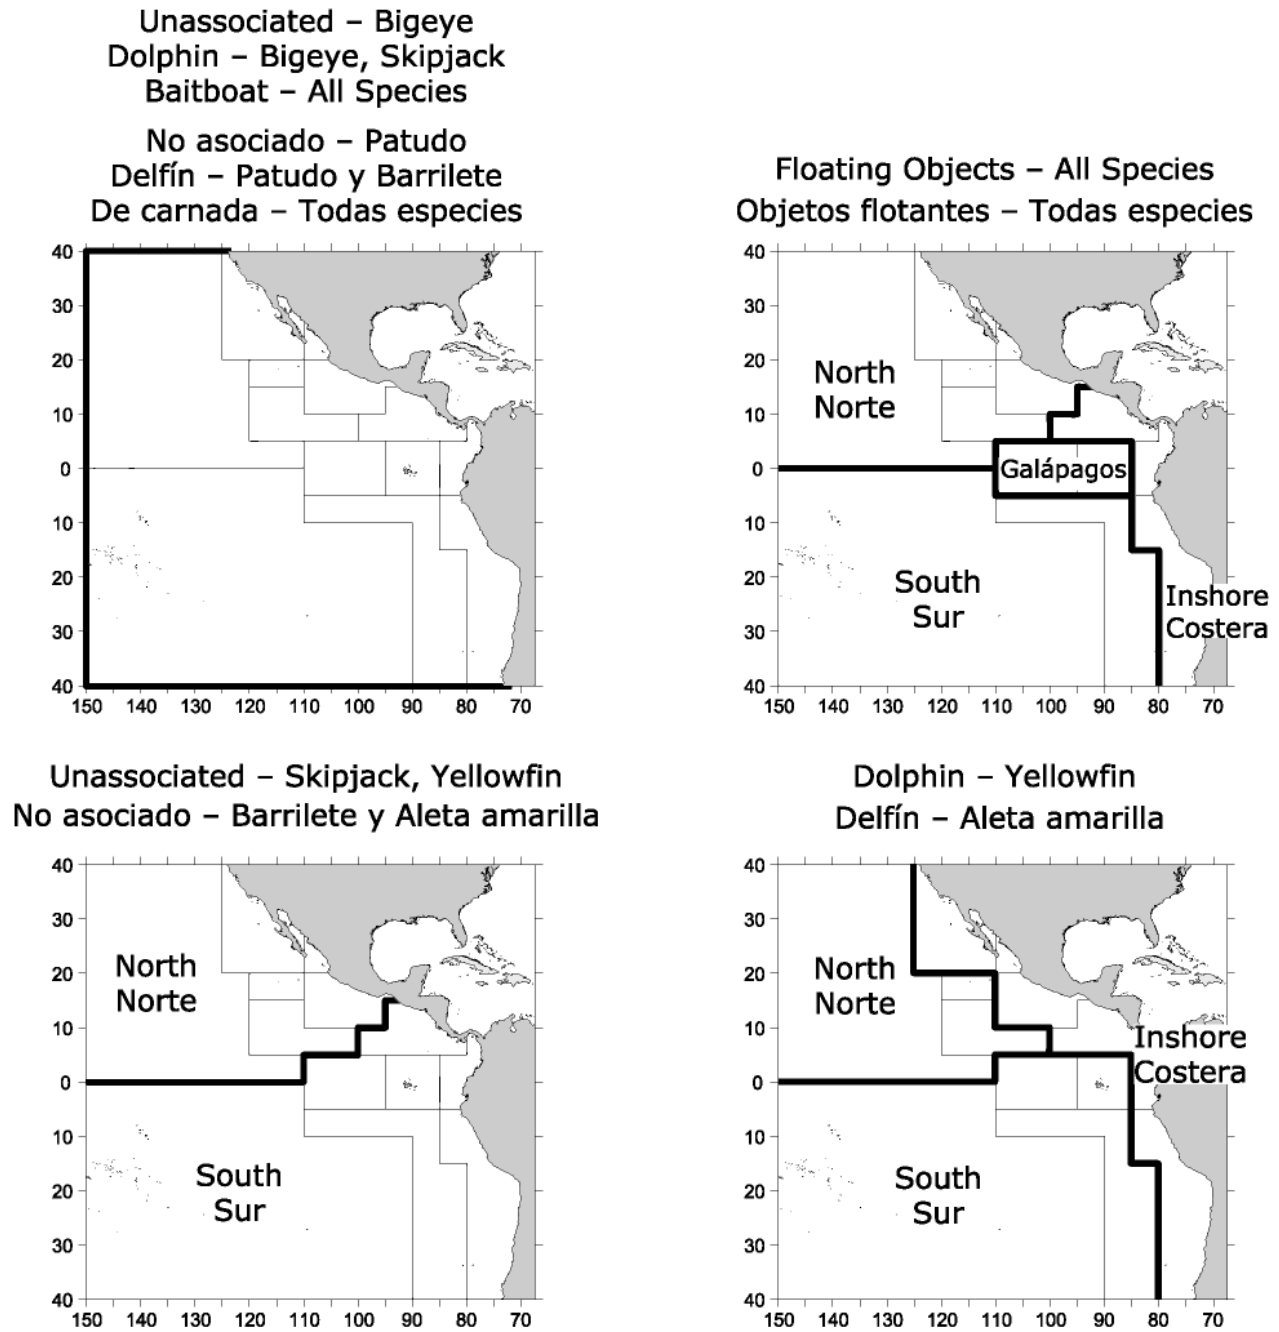 Unassociated – Bigeye
Dolphin – Bigeye, Skipjack
Baitboat – All Species
No asociado – Patudo
Delfín – Patudo y Barrilete
De carnada – Todas especies
40
30
20
10
0
10
20
30
40
150 140 130 120 110 100 90 80 70
Floating Objects – All Species
Objetos flotantes – Todas especies
40
30
20
10
0
10
20
30
40
North
Norte
Galápagos
South
Sur
Inshore
Costera
150 140 130 120 110 100 90 80 70
Unassociated – Skipjack, Yellowfin
No asociado – Barrilete y Aleta amarilla
40
30
20
10
0
10
20
30
40
North
Norte
South
Sur
150 140 130 120 110 100 90 80 70
Dolphin – Yellowfin
Delfín – Aleta amarilla
40
30
20
10
0
10
20
30
40
North
Norte
Inshore
Costera
South
Sur
150 140 130 120 110 100 90 80 70